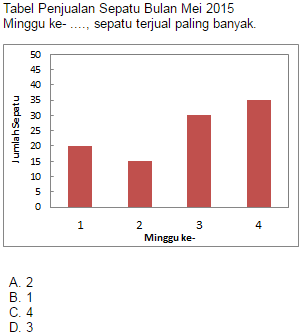 Tabel Penjualan Sepatu Bulan Mei 2015
Minggu ke- ...., sepatu terjual paling banyak.
50
45
40
35
30
25
20
15
10
5
0
Jumlah Sepatu
1 2 3 4
Minggu ke-
A. 2
B. 1
C. 4
D. 3